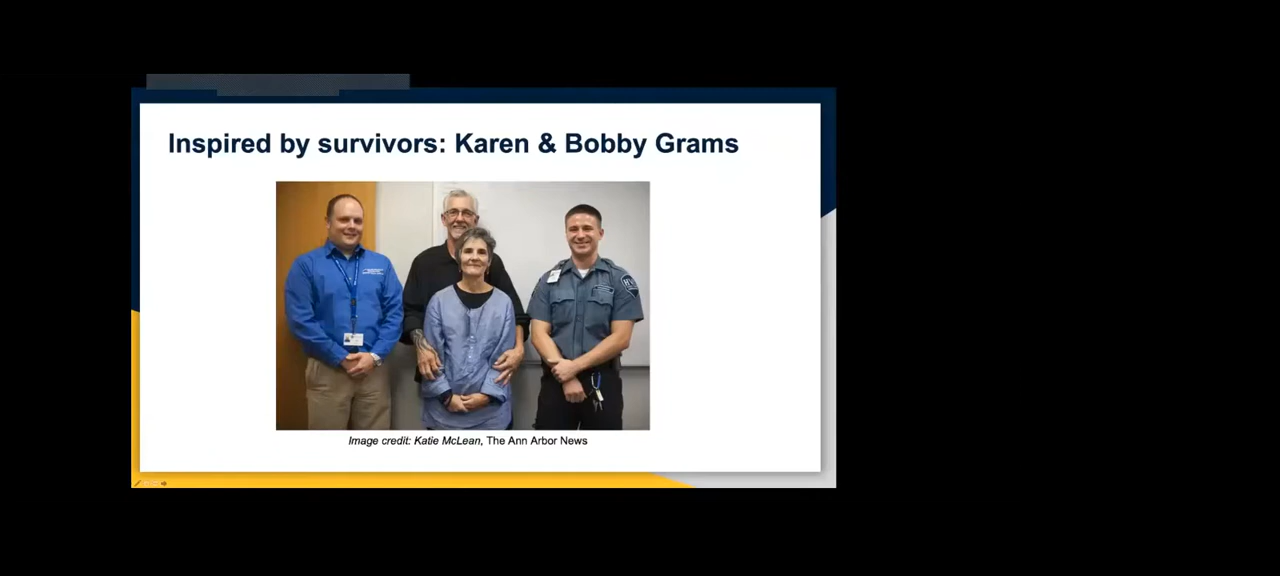 Inspired by survivors: Karen & Bobby Grams
Image credit: Katie McLean, The Ann Arbor News